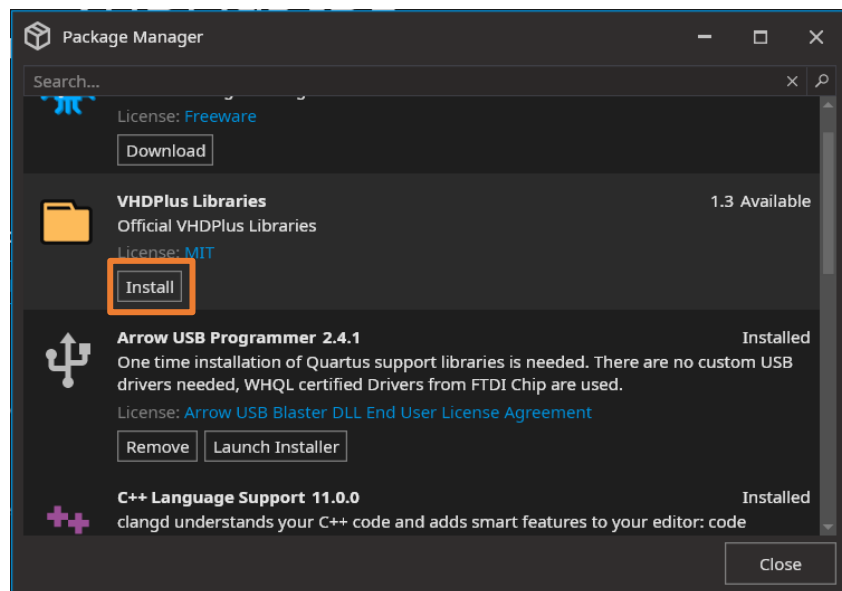 Package Manager
Search...
License: Freeware
Download
VHDPlus Libraries
1.3 Available
Official VHDPlus Libraries
License: MIT
Install
Arrow USB Programmer 2.4.1
Installed
One time installation of Quartus support libraries is needed. There are no custom USB
drivers needed, WHQL certified Drivers from FTDI Chip are used.
License: Arrow USB Blaster DLL End User License Agreement
Remove
Launch Installer
C++ Language Support 11.0.0
Installed
clangd understands your C++ code and adds smart features to your editor: code
Close